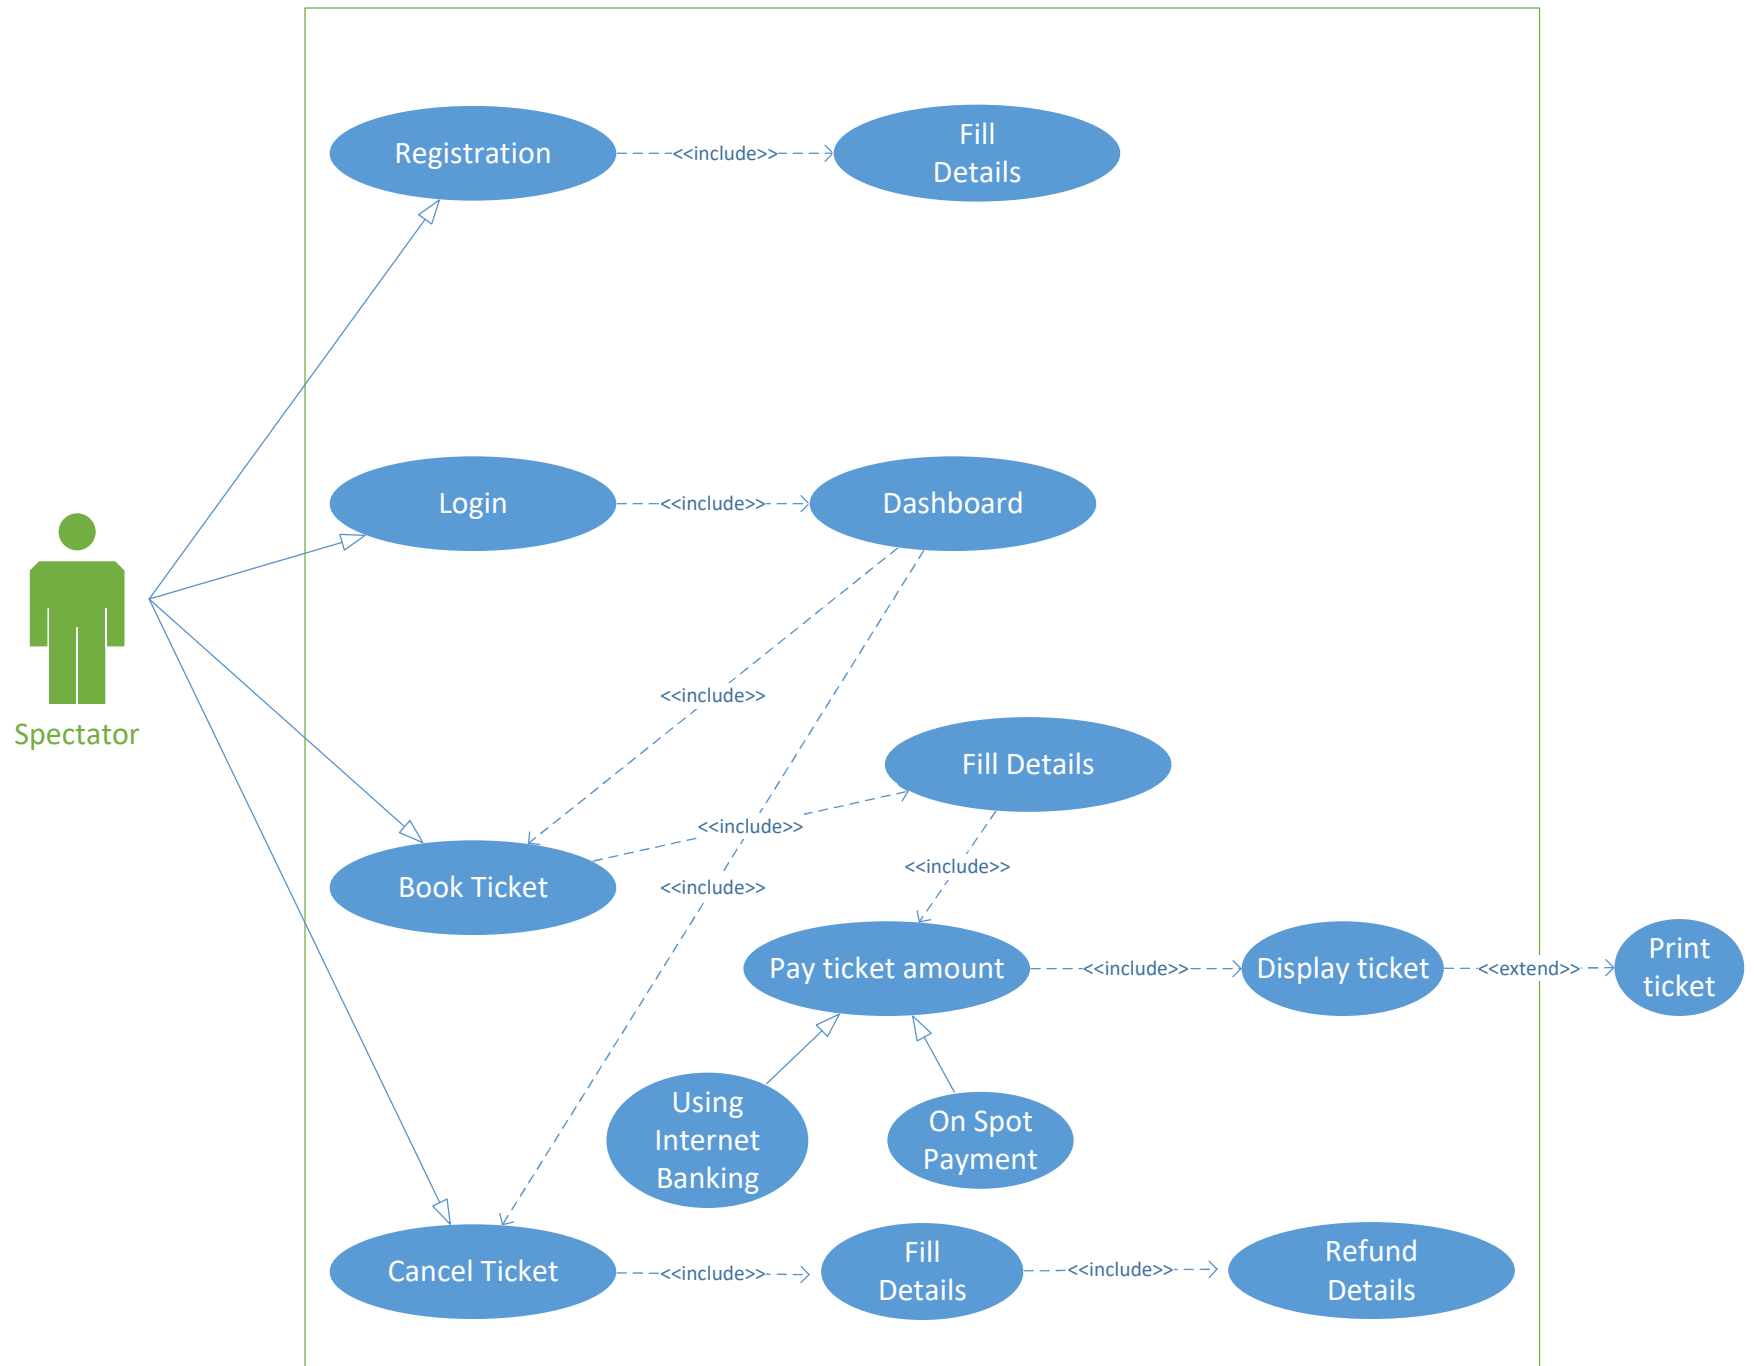 Registration
<<include>>
Fill
Details
Login
<<include>>
Dashboard
Spectator
<<include>>
Fill Details
<<include>>
<<include>>
Book Ticket
<<include>>
Pay ticket amount
<<include>>
Display ticket
<<extend>>
Print
ticket
Using
Internet
Banking
On Spot
Payment
Cancel Ticket
<<include>>
Fill
Details
<<include>>
Refund
Details